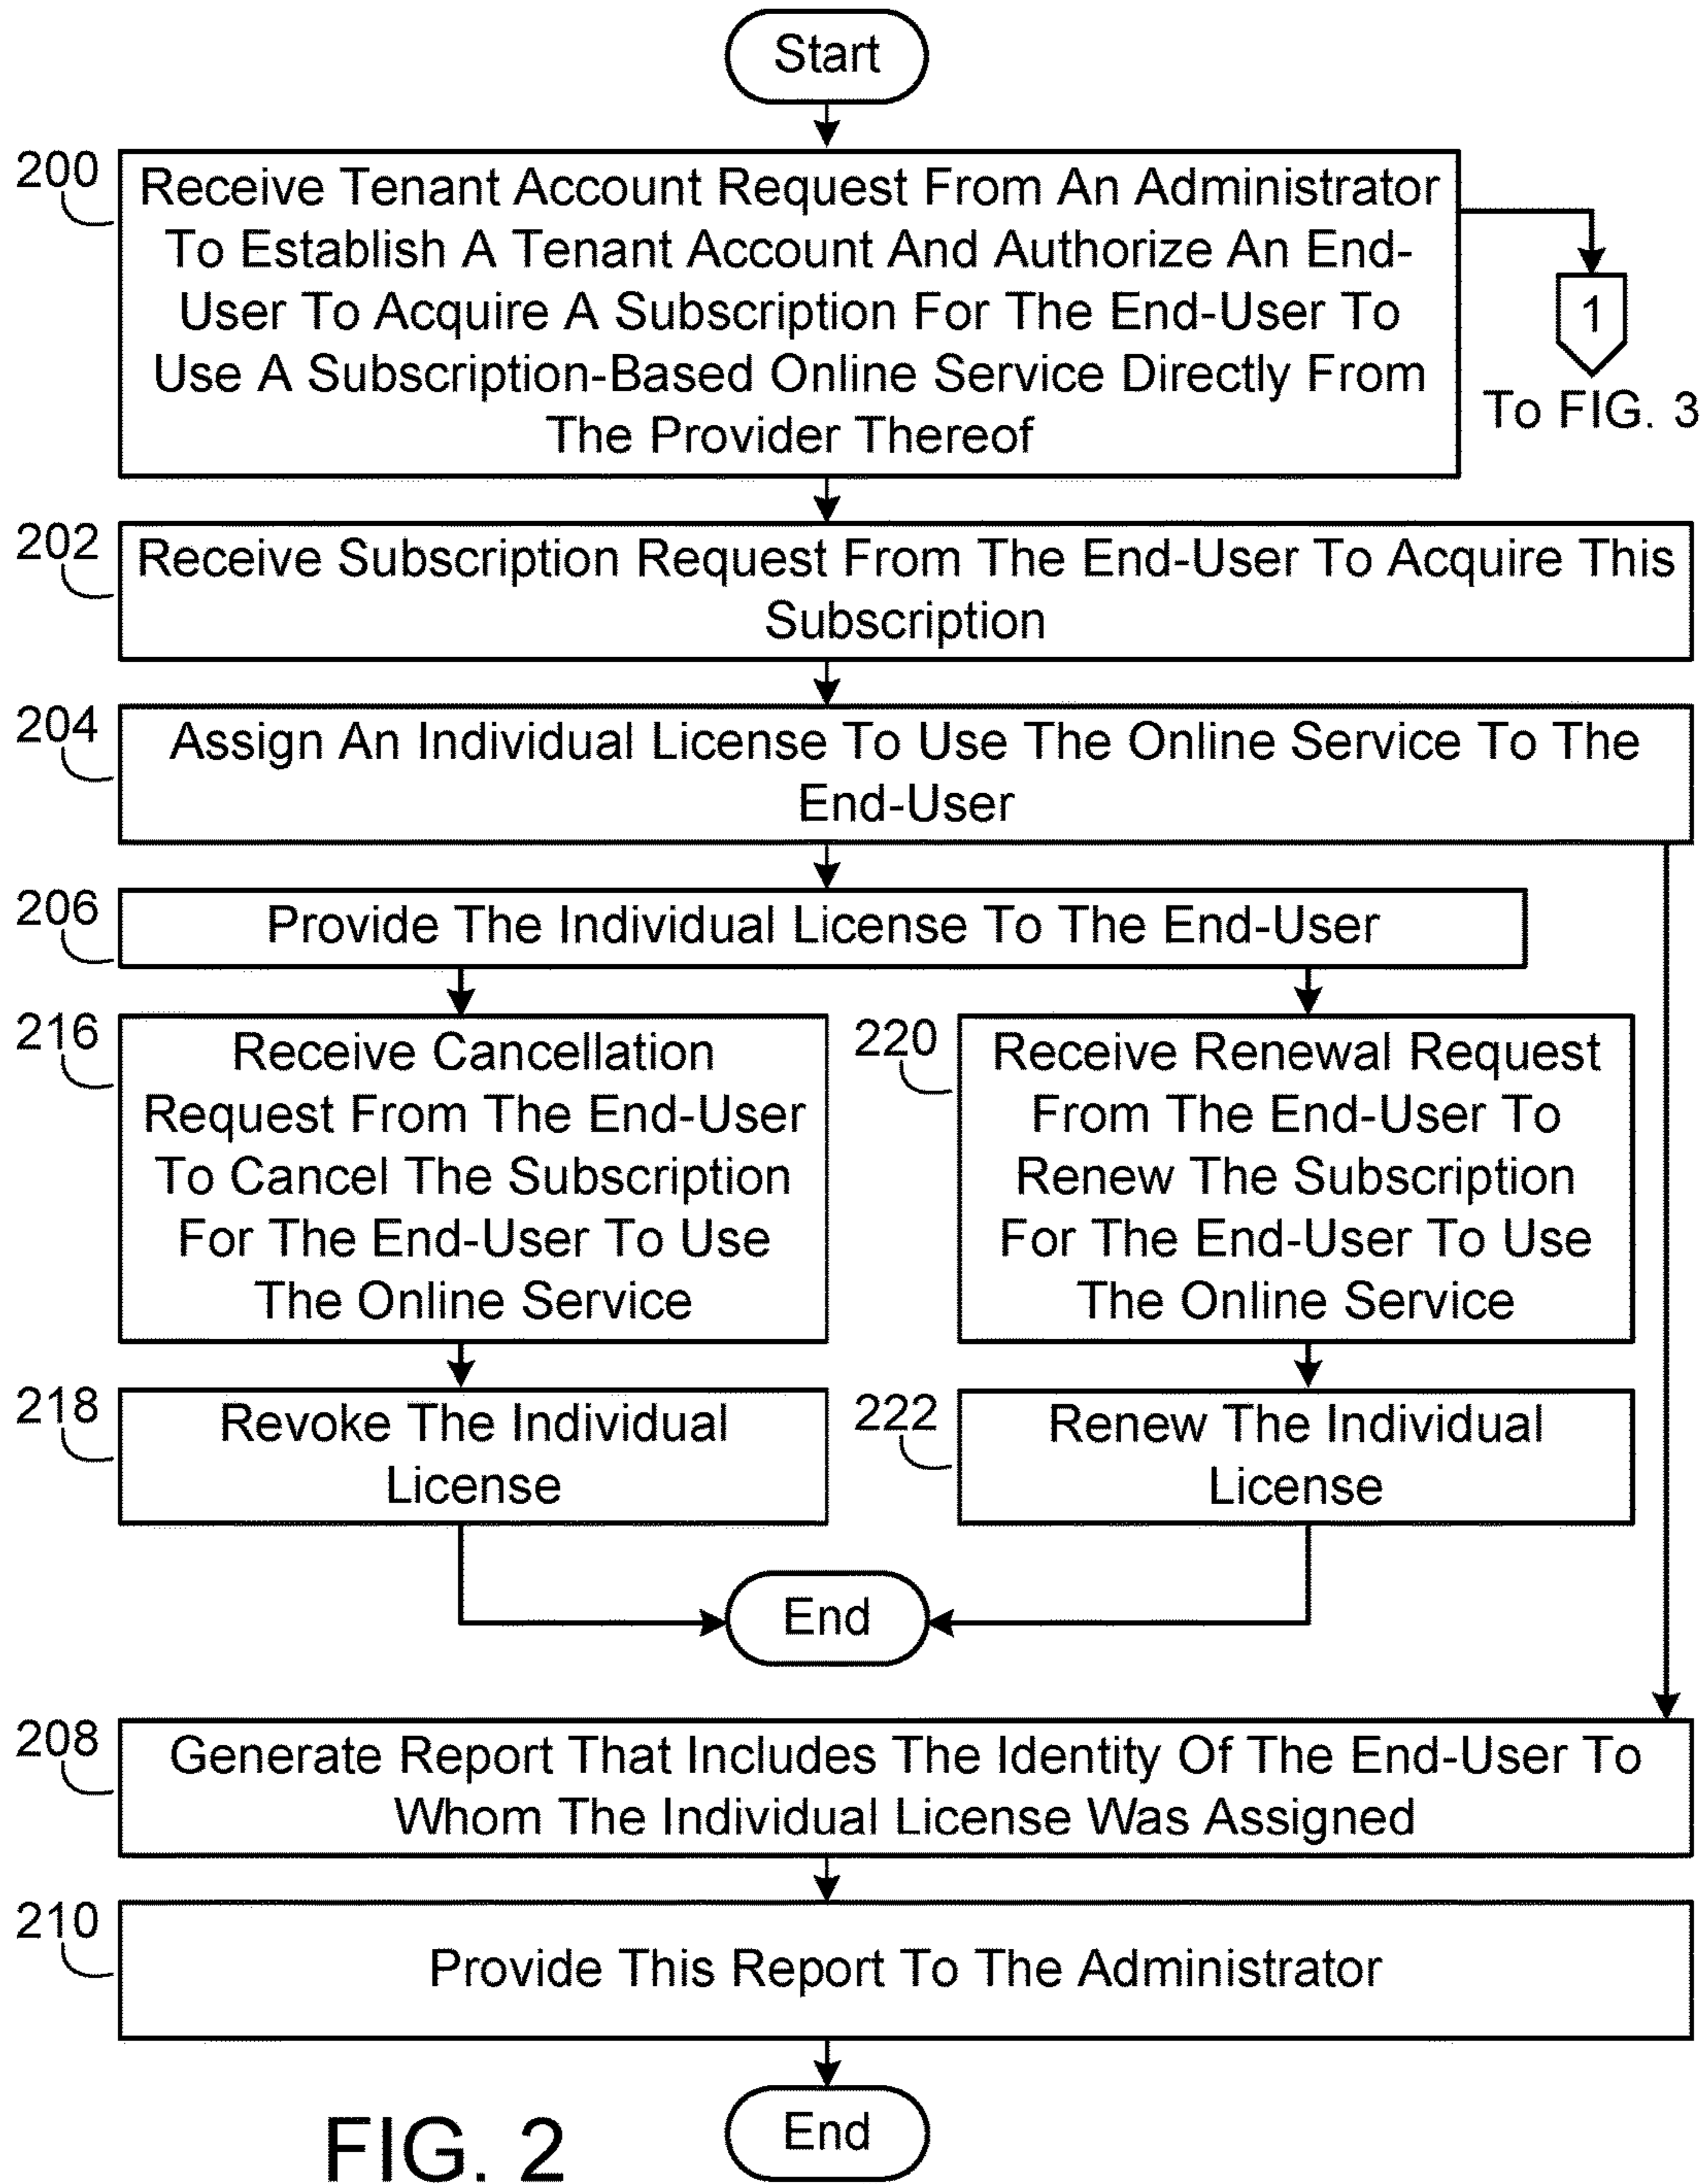 Start
200
Receive Tenant Account Request From An Administrator
To Establish A Tenant Account And Authorize An End-
User To Acquire A Subscription For The End-User To
Use A Subscription-Based Online Service Directly From
The Provider Thereof
1
To FIG. 3
202
Receive Subscription Request From The End-User To Acquire This
Subscription
204
Assign An Individual License To Use The Online Service To The
End-User
206
Provide The Individual License To The End-User
216
Receive Cancellation
Request From The End-User
To Cancel The Subscription
For The End-User To Use
The Online Service
220
Receive Renewal Request
From The End-User To
Renew The Subscription
For The End-User To Use
The Online Service
218
Revoke The Individual
License
222
Renew The Individual
License
End
208
Generate Report That Includes The Identity Of The End-User To
Whom The Individual License Was Assigned
210
Provide This Report To The Administrator
End
FIG. 2